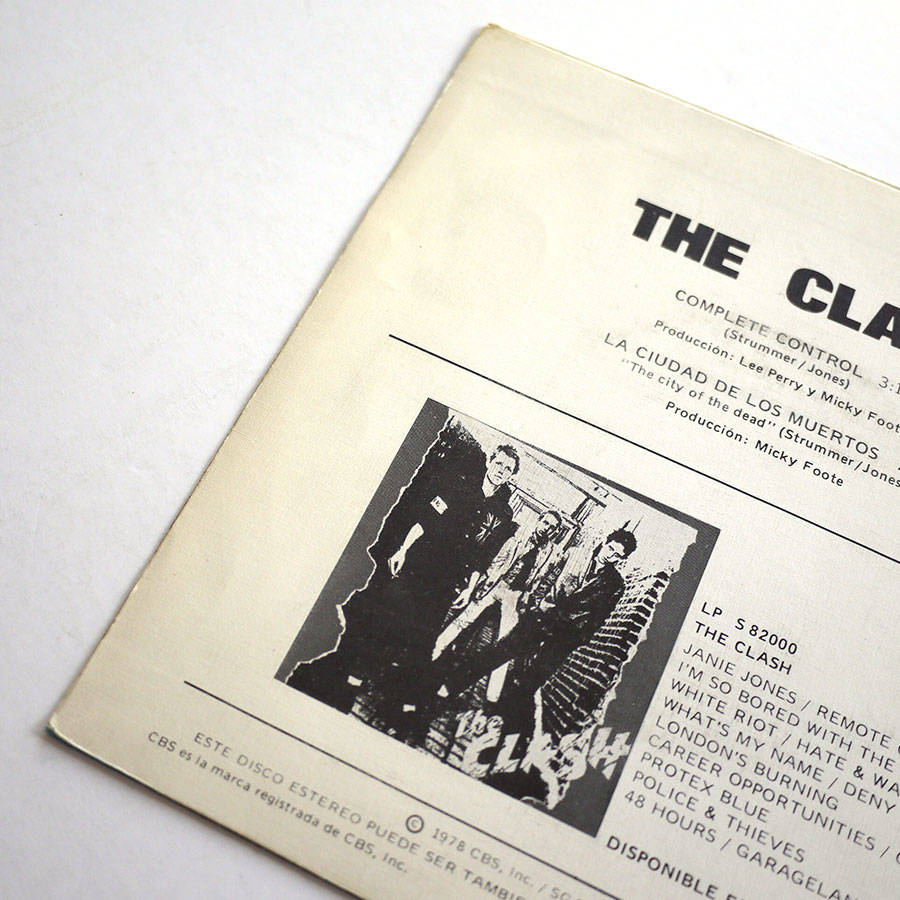 THE CLA
COMPLETE CONTROL 3:1
(Strummer/Jones)
Producción: Lee Perry y Micky Foote
LA CIUDAD DE LOS MUERTOS
"The city of the dead" (Strummer/Jones
Producción: Micky Foote
the CLASH
LP S 82000
THE CLASH
JANIE JONES / REMOTE
I'M SO BORED WITH THE
WHITE RIOT / HATE & WA
WHAT'S MY NAME / DENY
LONDON'S BURNING
CAREER OPPORTUNITIES /
PROTEX BLUE
POLICE & THIEVES
48 HOURS / GARAGELAN
DISPONIBLE E
ESTE DISCO ESTEREO PUEDE SER TAMBIE
CBS es la marca registrada de CBS, Inc.
© 1978 CBS, Inc. / SO